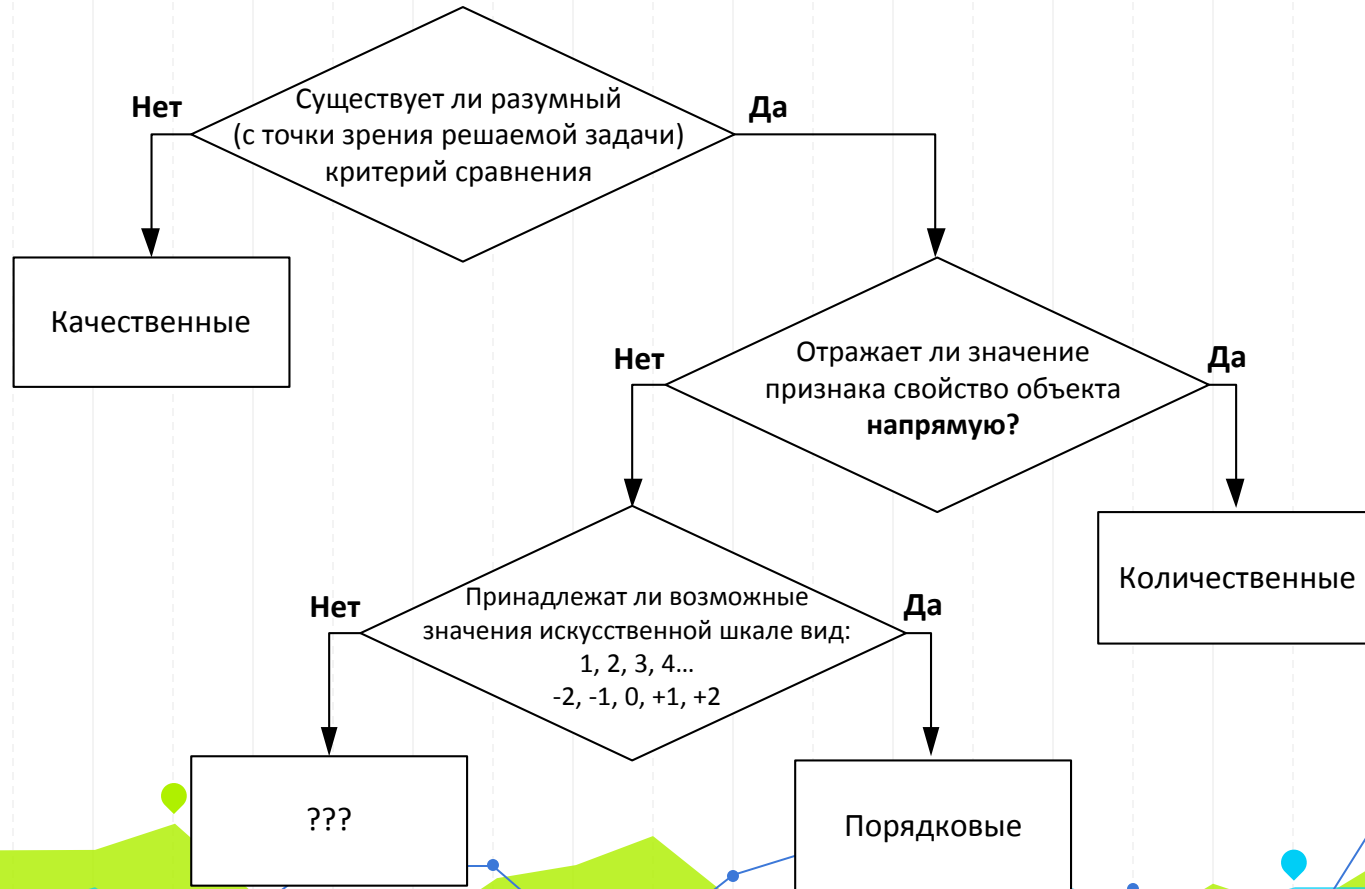 Нет
Существует ли разумный
(с точки зрения решаемой задачи)
критерий сравнения
Да
Качественные
Нет
Отражает ли значение
признака свойство объекта
напрямую?
Да
Количественные
Нет
Принадлежат ли возможные
значения искусственной шкале вид:
1, 2, 3, 4…
-2, -1, 0, +1, +2
Да
???
Порядковые